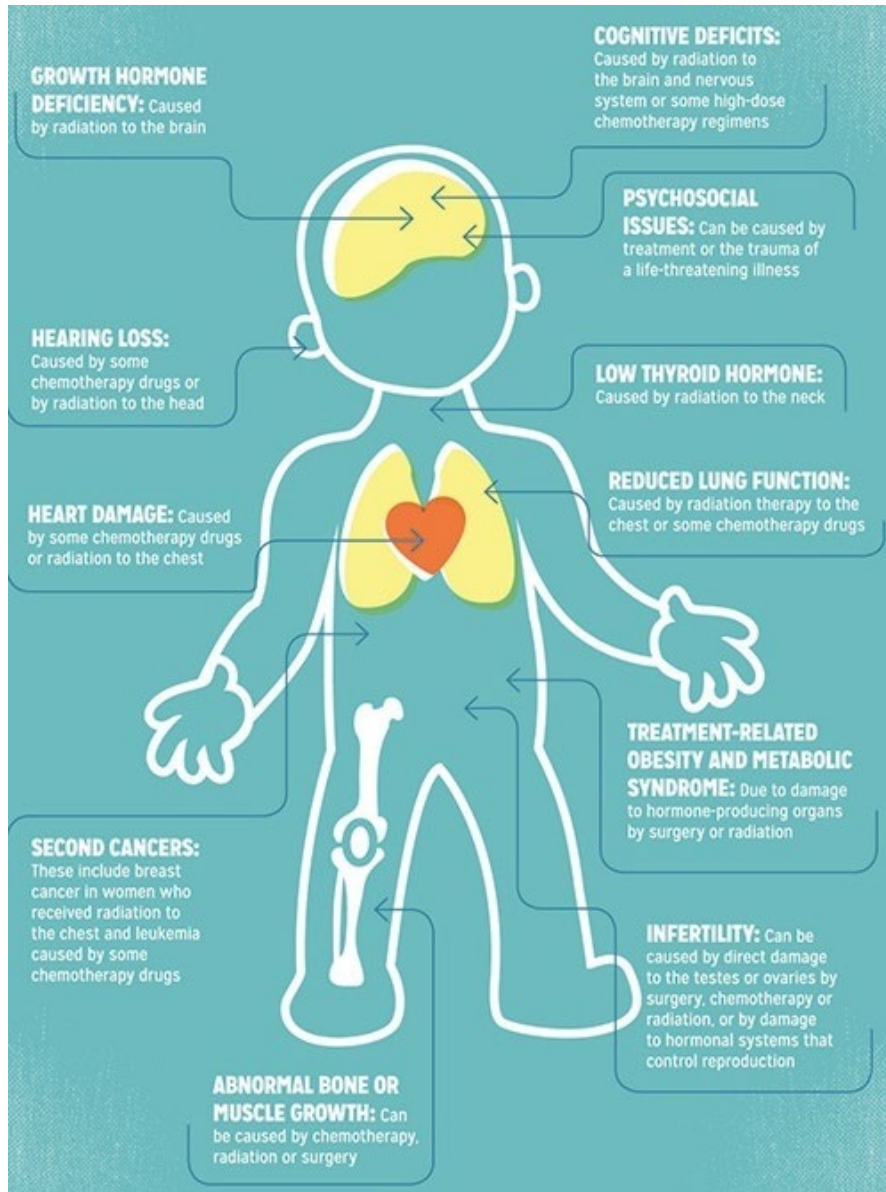 GROWTH HORMONE
DEFICIENCY: Caused
by radiation to the brain
COGNITIVE DEFICITS:
Caused by radiation to
the brain and nervous
system or some high-dose
chemotherapy regimens
PSYCHOSOCIAL
ISSUES: Can be caused by
treatment or the trauma of
a life-threatening illness
HEARING LOSS:
Caused by some
chemotherapy drugs or
by radiation to the head
LOW THYROID HORMONE:
Caused by radiation to the neck
HEART DAMAGE: Caused
by some chemotherapy drugs
or radiation to the chest
REDUCED LUNG FUNCTION:
Caused by radiation therapy to the
chest or some chemotherapy drugs
TREATMENT-RELATED
OBESITY AND METABOLIC
SYNDROME: Due to damage
to hormone-producing organs
by surgery or radiation
SECOND CANCERS:
These include breast
cancer in women who
received radiation to
the chest and leukemia
caused by some
chemotherapy drugs
INFERTILITY: Can be
caused by direct damage
to the testes or ovaries by
surgery, chemotherapy or
radiation, or by damage
to hormonal systems that
control reproduction
ABNORMAL BONE OR
MUSCLE GROWTH: Can
be caused by chemotherapy,
radiation or surgery